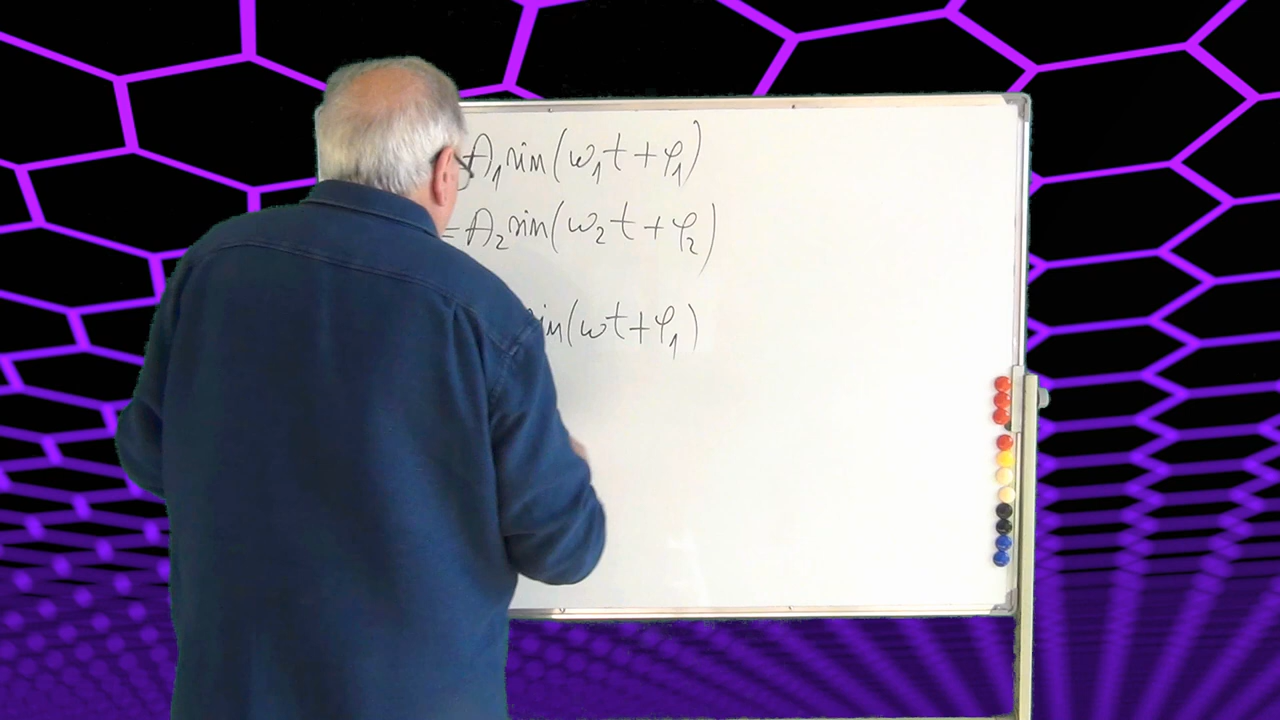 A₁ sin(ω₁t + φ₁)
= A₂ sin(ω₂t + φ₂)
sin(ωt + φ₁)